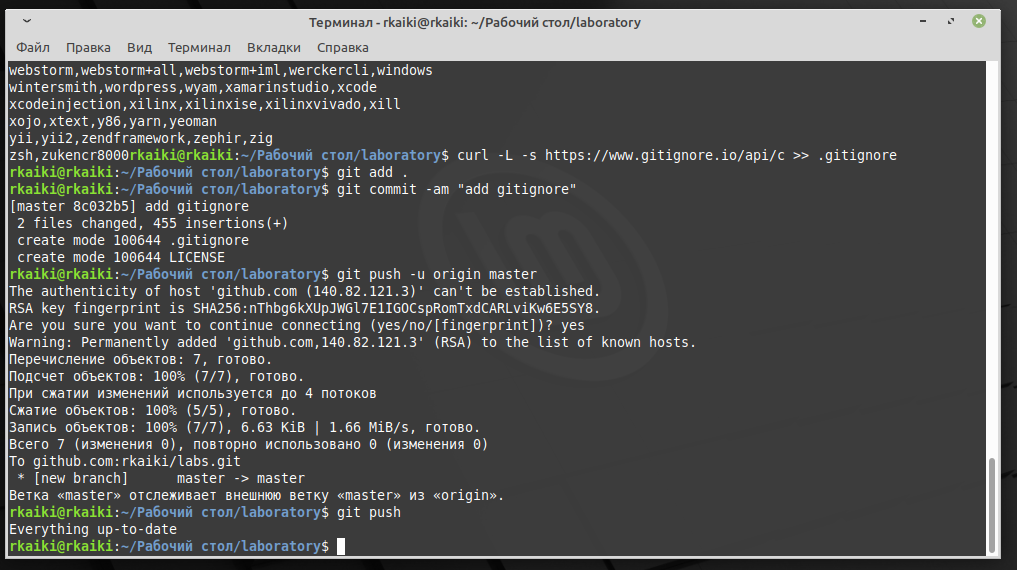 Терминал - rkaiki@rkaiki: ~/Рабочий стол/laboratory
Файл Правка Вид Терминал Вкладки Справка
webstorm,webstorm+all,webstorm+iml,werckercli,windows
wintersmith,wordpress,wyam,xamarinstudio,xcode
xcodeinjection,xilinx,xilinxise,xilinxvivado,xill
xojo,xtext,y86,yarn,yeoman
yii,yii2,zendframework,zephir,zig
zsh,zukencr8000rkaiki@rkaiki:~/Рабочий стол/laboratory$ curl -L -s https://www.gitignore.io/api/c >> .gitignore
rkaiki@rkaiki:~/Рабочий стол/laboratory$ git add .
rkaiki@rkaiki:~/Рабочий стол/laboratory$ git commit -am "add gitignore"
[master 8c032b5] add gitignore
 2 files changed, 455 insertions(+)
 create mode 100644 .gitignore
 create mode 100644 LICENSE
rkaiki@rkaiki:~/Рабочий стол/laboratory$ git push -u origin master
The authenticity of host 'github.com (140.82.121.3)' can't be established.
RSA key fingerprint is SHA256:nThbg6kXUpJWGl7E1IGOCspRomTxdCARLviKw6E5SY8.
Are you sure you want to continue connecting (yes/no/[fingerprint])? yes
Warning: Permanently added 'github.com,140.82.121.3' (RSA) to the list of known hosts.
Перечисление объектов: 7, готово.
Подсчет объектов: 100% (7/7), готово.
При сжатии изменений используется до 4 потоков
Сжатие объектов: 100% (5/5), готово.
Запись объектов: 100% (7/7), 6.63 KiB | 1.66 MiB/s, готово.
Всего 7 (изменения 0), повторно использовано 0 (изменения 0)
To github.com:rkaiki/labs.git
 * [new branch]      master -> master
Ветка «master» отслеживает внешнюю ветку «master» из «origin».
rkaiki@rkaiki:~/Рабочий стол/laboratory$ git push
Everything up-to-date
rkaiki@rkaiki:~/Рабочий стол/laboratory$